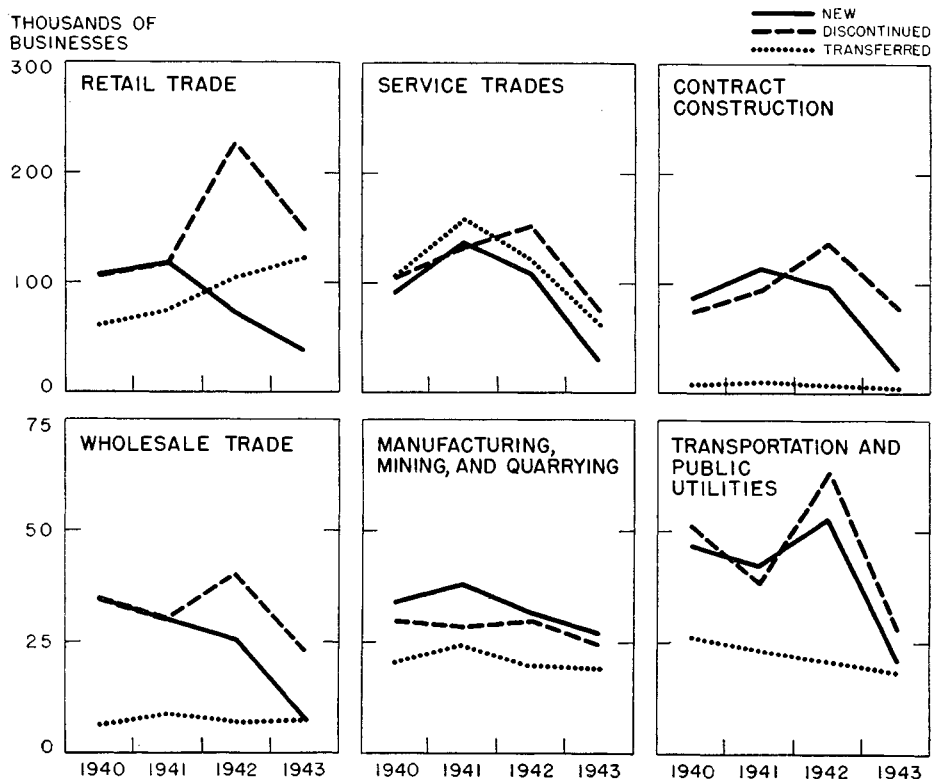 THOUSANDS OF
BUSINESSES
NEW
DISCONTINUED
TRANSFERRED
300
200
100
0
RETAIL TRADE
SERVICE TRADES
CONTRACT
CONSTRUCTION
75
50
25
0
WHOLESALE TRADE
MANUFACTURING,
MINING, AND QUARRYING
TRANSPORTATION AND
PUBLIC
UTILITIES
1940 1941 1942 1943
1940 1941 1942 1943
1940 1941 1942 1943